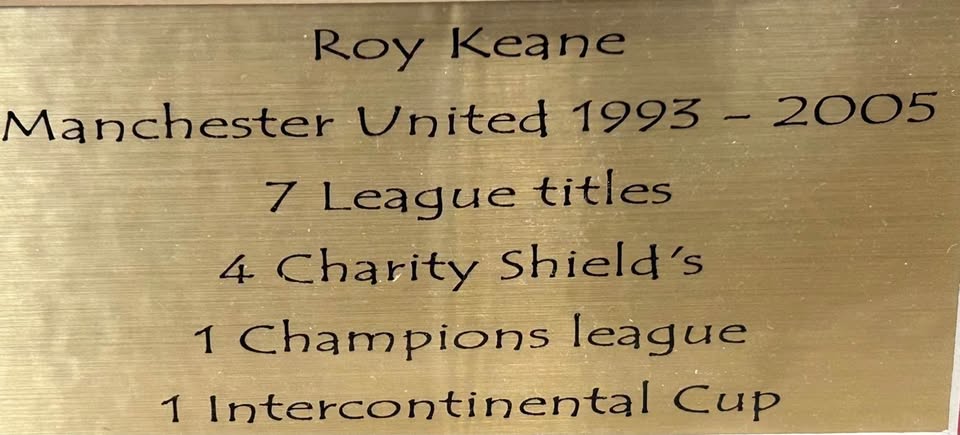 Roy Keane
Manchester United 1993 - 2005
7 League titles
4 Charity Shield's
1 Champions league
1 Intercontinental Cup